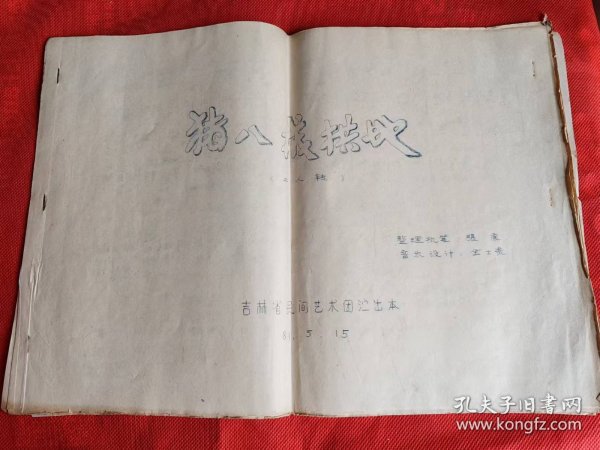 猪八戒拱地
(二人转)
整理执笔:
音乐设计:
吉林省民间艺术团汇出本
81.5.15
孔夫子旧书网
www.kongfz.com